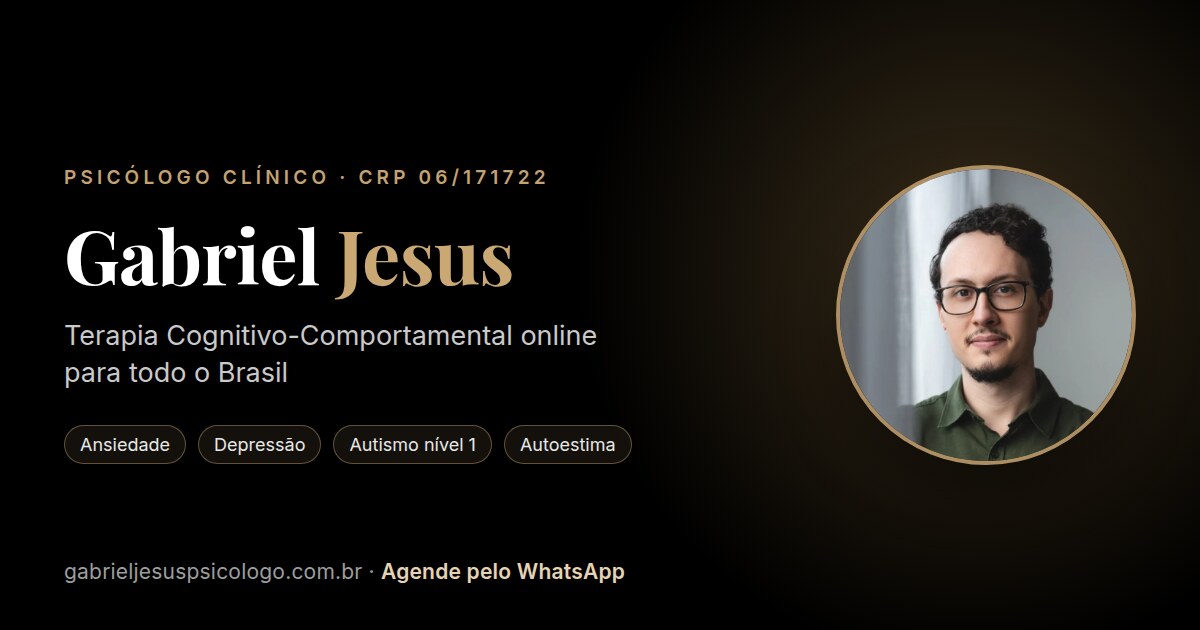 PSICÓLOGO CLÍNICO · CRP 06/171722
Gabriel Jesus
Terapia Cognitivo-Comportamental online
para todo o Brasil
Ansiedade Depressão Autismo nível 1 Autoestima
gabrieljesuspsicologo.com.br · Agende pelo WhatsApp